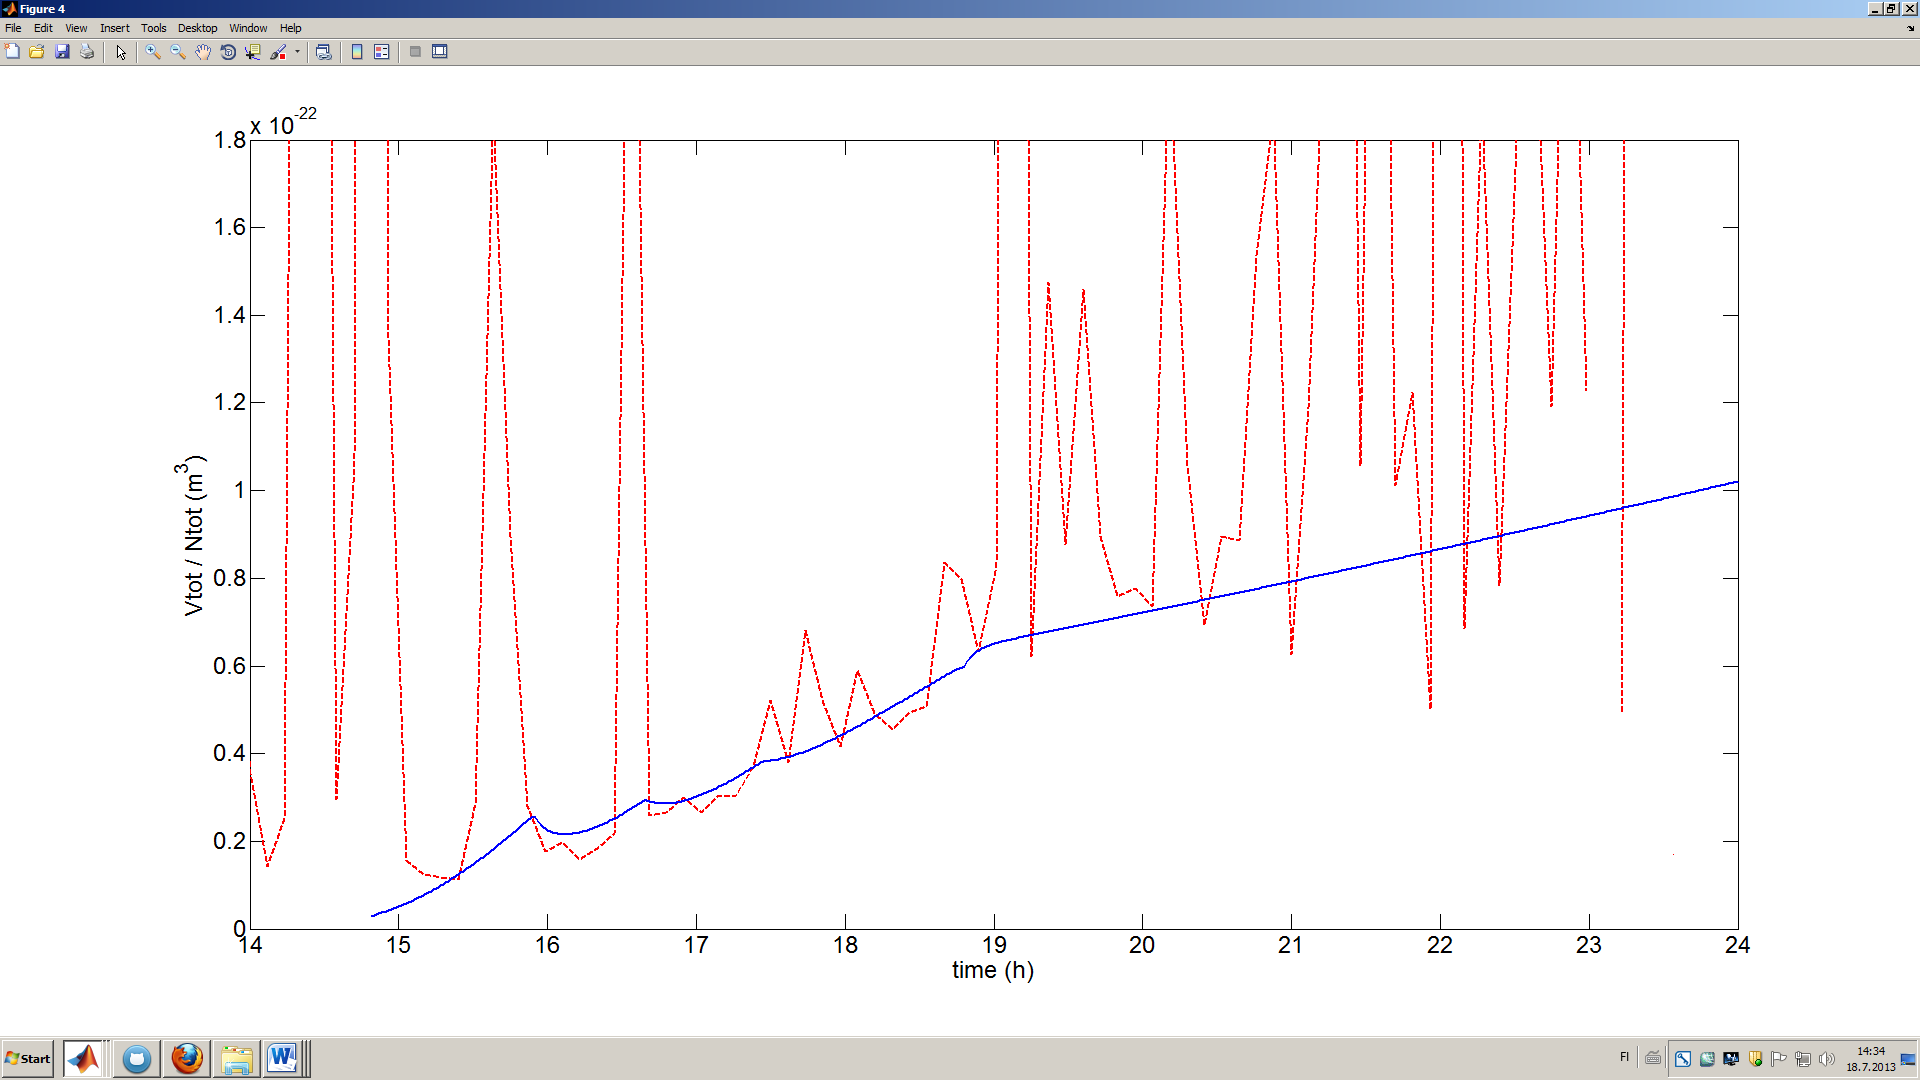 Figure 4
File Edit View Insert Tools Desktop Window Help
x 10-22
1.8
1.6
1.4
1.2
1
0.8
0.6
0.4
0.2
0
Vtot / Ntot (m3)
14 15 16 17 18 19 20 21 22 23 24
time (h)
Start
FI
14:34
18.7.2013